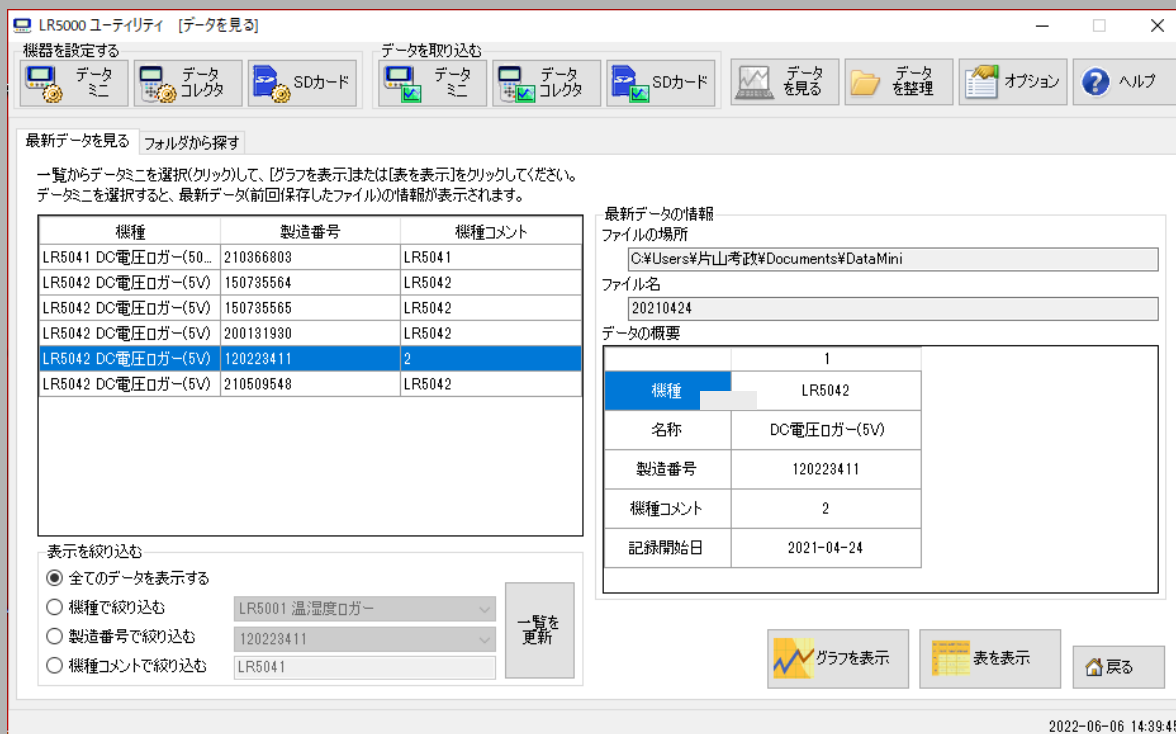 LR5000 ユーティリティ [データを見る]
機器を設定する
データ
ミニ
データ
コレクタ
SDカード
データを取り込む
データ
ミニ
データ
コレクタ
SDカード
データ
を見る
データ
を整理
オプション
ヘルプ
最新データを見る
フォルダから探す
一覧からデータミニを選択(クリック)して、[グラフを表示]または[表を表示]をクリックしてください。
データミニを選択すると、最新データ(前回保存したファイル)の情報が表示されます。
機種 製造番号 機種コメント
LR5041 DC電圧ロガー(50... 210366803 LR5041
LR5042 DC電圧ロガー(5V) 150735564 LR5042
LR5042 DC電圧ロガー(5V) 150735565 LR5042
LR5042 DC電圧ロガー(5V) 200131930 LR5042
LR5042 DC電圧ロガー(5V) 120223411 2
LR5042 DC電圧ロガー(5V) 210509548 LR5042
表示を絞り込む
全てのデータを表示する
機種で絞り込む LR5001 温湿度ロガー
製造番号で絞り込む 120223411
機種コメントで絞り込む LR5041
一覧を
更新
最新データの情報
ファイルの場所
C:¥Users¥片山考政¥Documents¥DataMini
ファイル名
20210424
データの概要
1
機種 LR5042
名称 DC電圧ロガー(5V)
製造番号 120223411
機種コメント 2
記録開始日 2021-04-24
グラフを表示
表を表示
戻る
2022-06-06 14:39:45